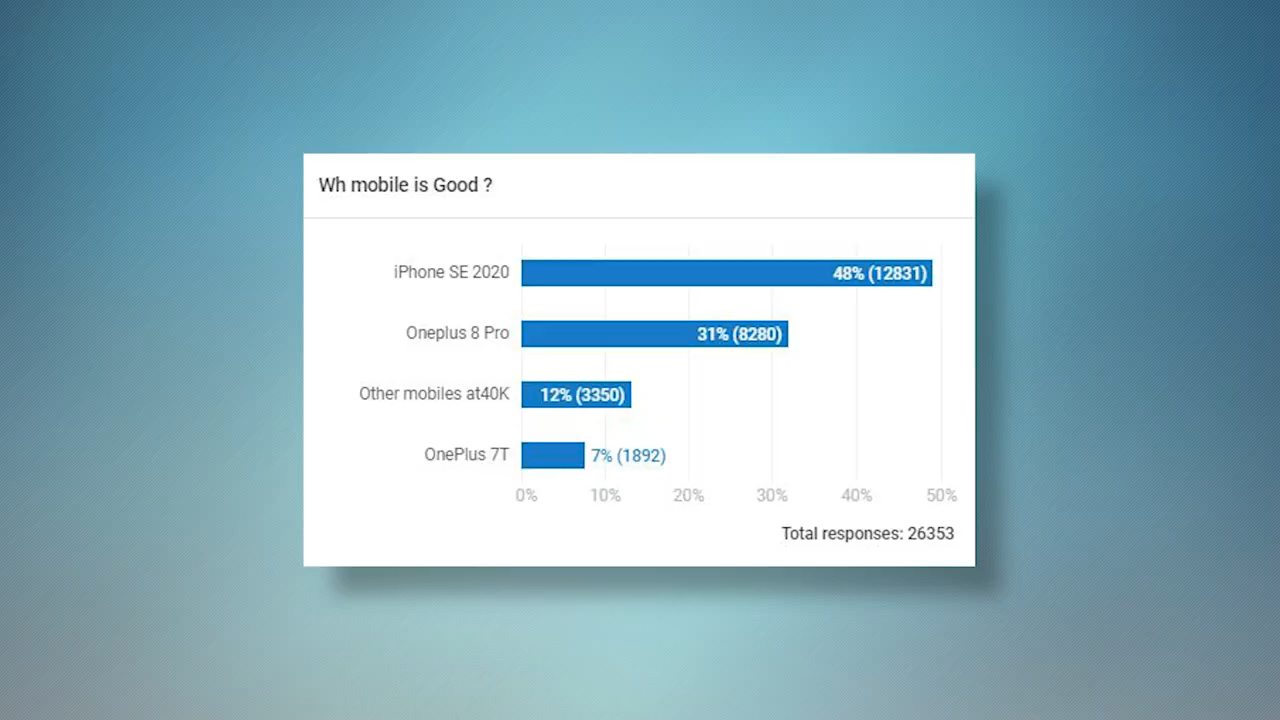 Wh mobile is Good ?
iPhone SE 2020 48% (12831)
Oneplus 8 Pro 31% (8280)
Other mobiles at40K 12% (3350)
OnePlus 7T 7% (1892)
0% 10% 20% 30% 40% 50%
Total responses: 26353